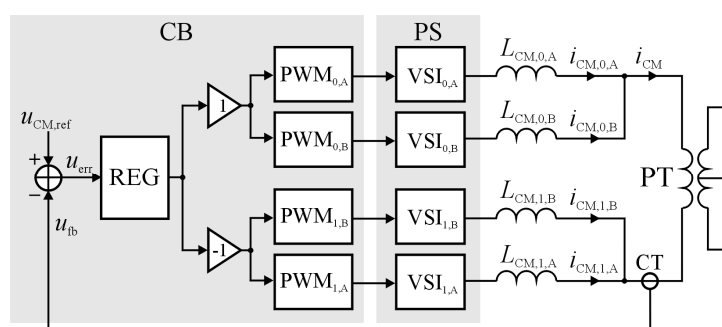 CB
PS
L_CM,0,A
i_CM,0,A
i_CM
PWM_0,A
VSI_0,A
u_CM,ref
1
L_CM,0,B
i_CM,0,B
PWM_0,B
VSI_0,B
+
u_err
REG
PT
−
u_fb
L_CM,1,B
i_CM,1,B
PWM_1,B
VSI_1,B
-1
L_CM,1,A
i_CM,1,A
CT
PWM_1,A
VSI_1,A